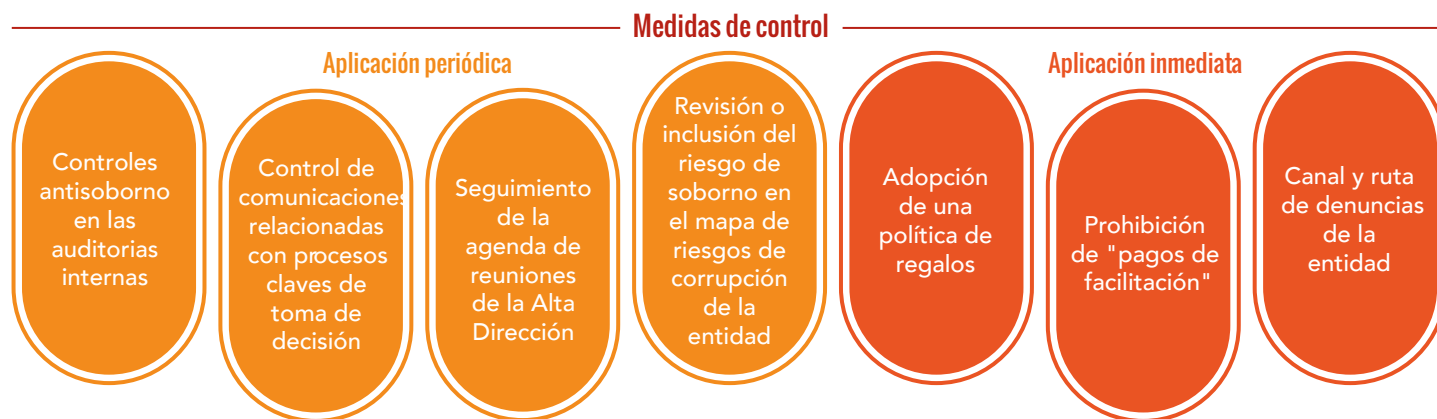 Medidas de control
Aplicación periódica
Controles
antisoborno
en las
auditorias
internas
Control de
comunicaciones
relacionadas
con procesos
claves de
toma de
decisión
Seguimiento
de la
agenda de
reuniones
de la Alta
Dirección
Revisión o
inclusión del
riesgo de
soborno en
el mapa de
riesgos de
corrupción
de la
entidad
Aplicación inmediata
Adopción
de una
política de
regalos
Prohibición
de "pagos de
facilitación"
Canal y ruta
de denuncias
de la
entidad